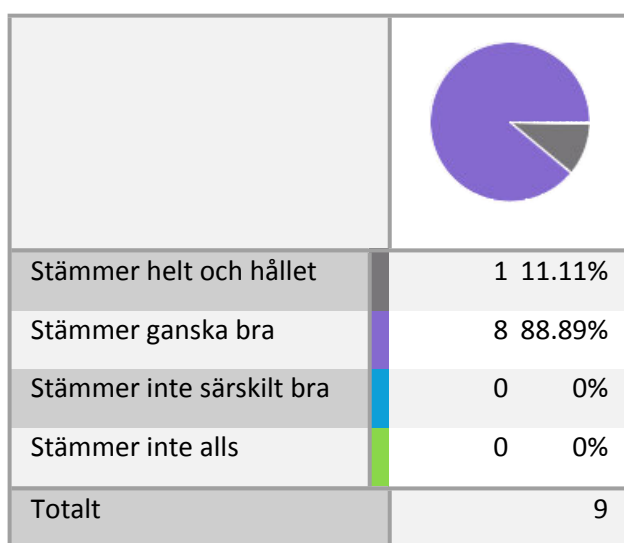 Stämmer helt och hållet 1 11.11%
Stämmer ganska bra 8 88.89%
Stämmer inte särskilt bra 0 0%
Stämmer inte alls 0 0%
Totalt 9